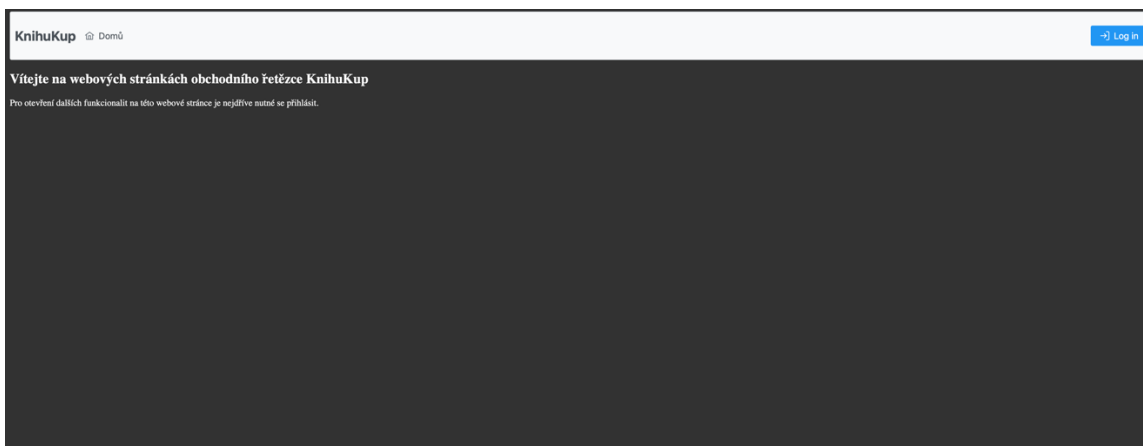 KnihuKup Domů Log in
Vítejte na webových stránkách obchodního řetězce KnihuKup
Pro otevření dalších funkcionalit na této webové stránce je nejdříve nutné se přihlásit.